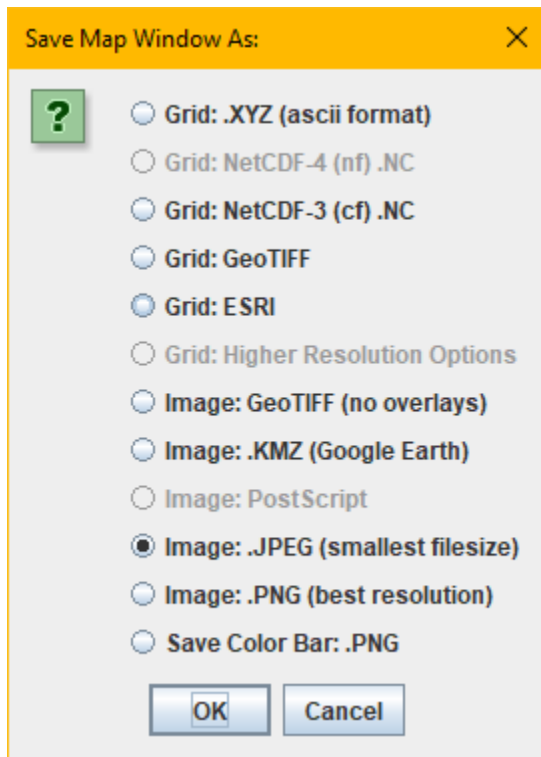 Save Map Window As:
?
Grid: .XYZ (ascii format)
Grid: NetCDF-4 (nf) .NC
Grid: NetCDF-3 (cf) .NC
Grid: GeoTIFF
Grid: ESRI
Grid: Higher Resolution Options
Image: GeoTIFF (no overlays)
Image: .KMZ (Google Earth)
Image: PostScript
Image: .JPEG (smallest filesize)
Image: .PNG (best resolution)
Save Color Bar: .PNG
OK Cancel